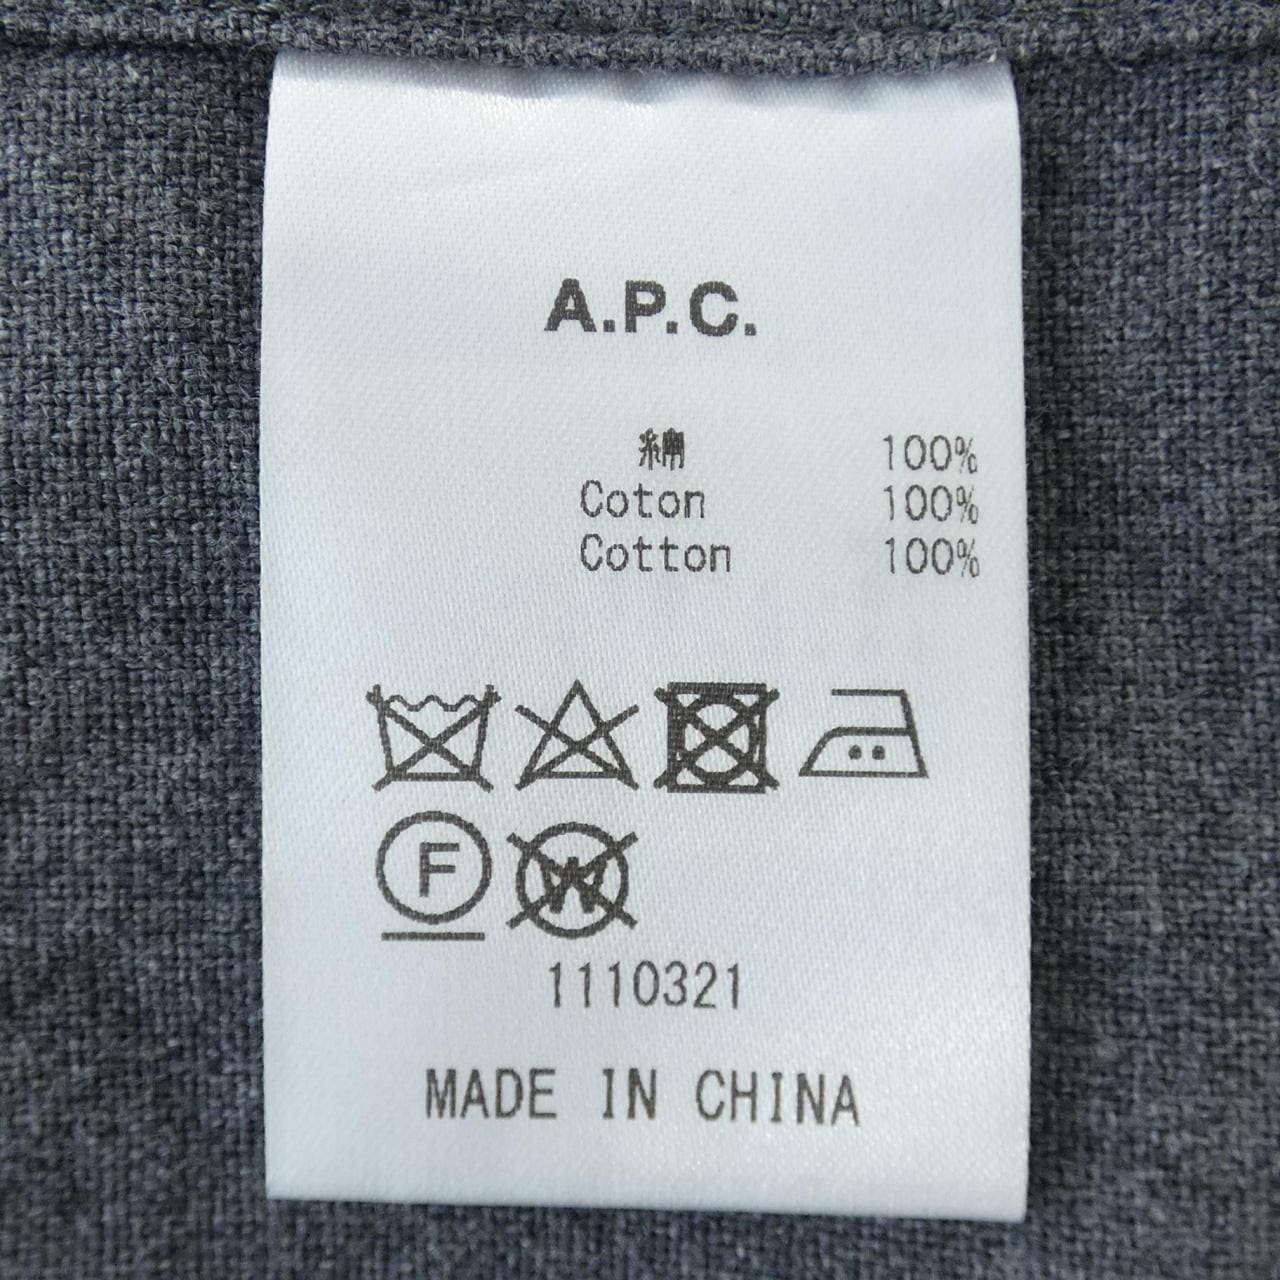 A.P.C.
綿 100%
Coton 100%
Cotton 100%
F W
1110321
MADE IN CHINA